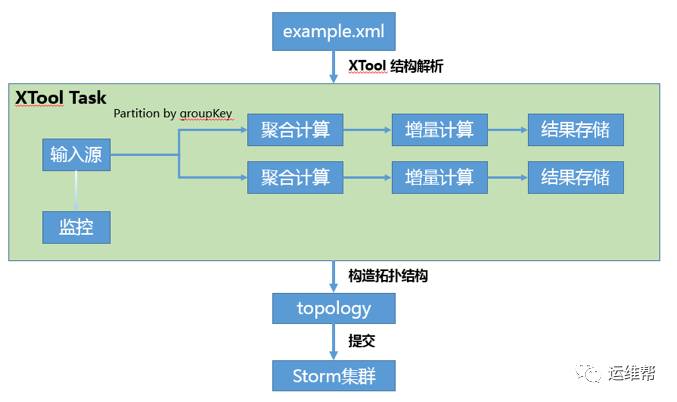 example.xml
XTool 结构解析
XTool Task
Partition by groupKey
输入源
聚合计算
增量计算
结果存储
聚合计算
增量计算
结果存储
监控
构造拓扑结构
topology
提交
Storm集群
运维帮